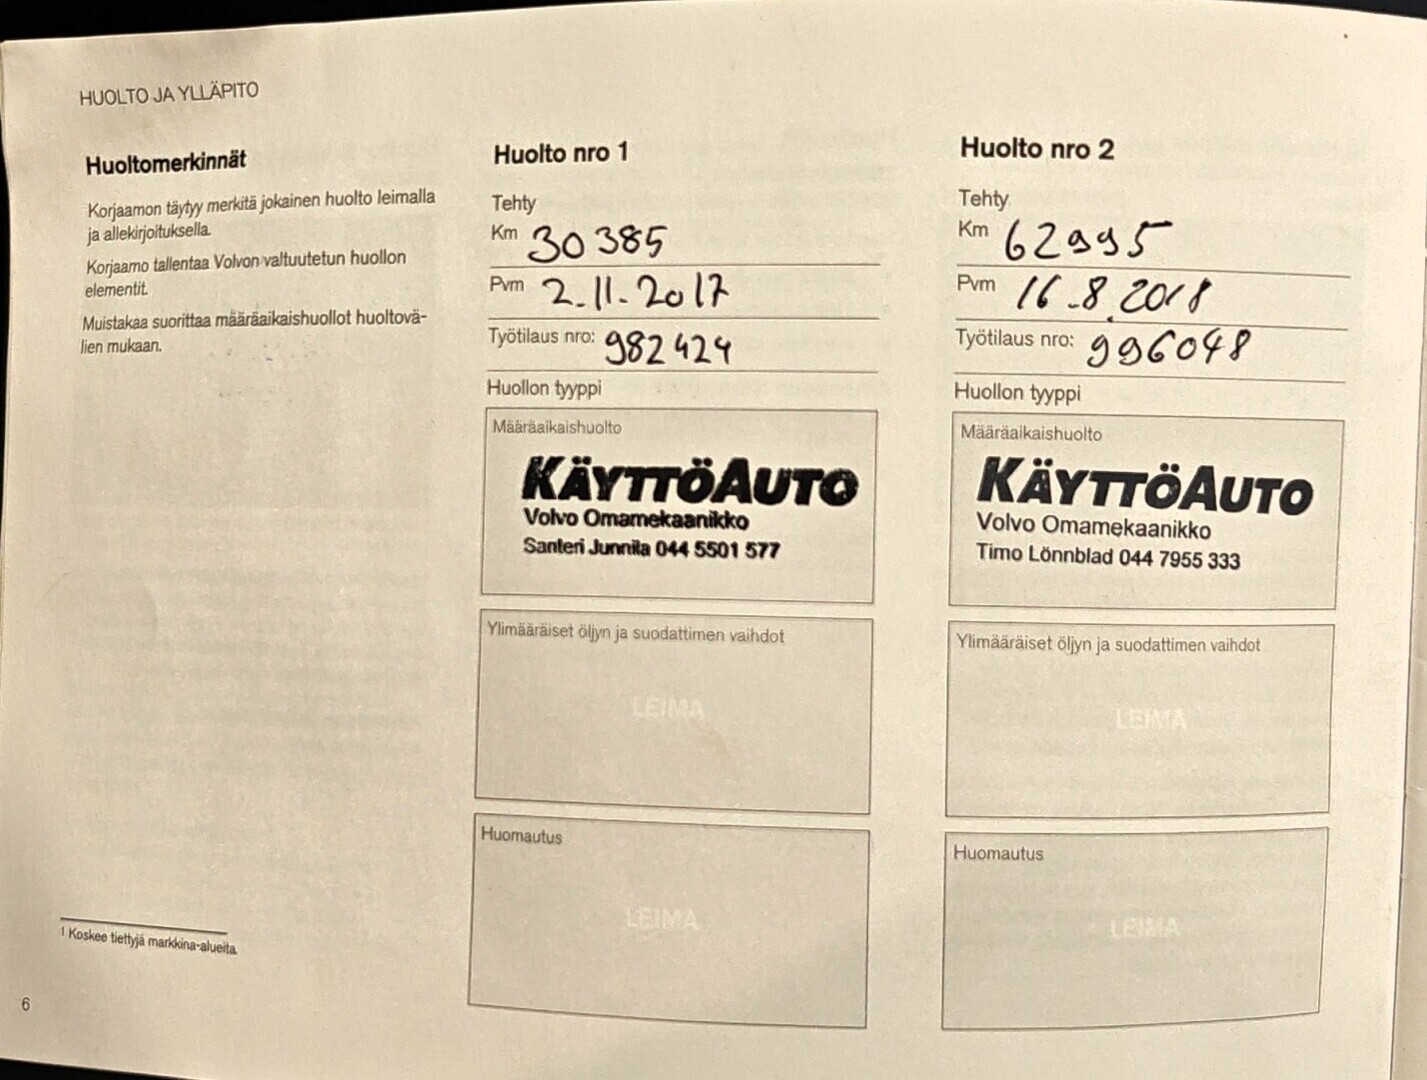 HUOLTO JA YLLÄPITO
Huoltomerkinnät
Korjaamon täytyy merkitä jokainen huolto leimalla
ja allekirjoituksella.
Korjaamo tallentaa Volvon valtuutetun huollon
elementit.
Muistakaa suorittaa määräaikaishuollot huoltovä-
lien mukaan.
1 Koskee tiettyjä markkina-alueita.
6
Huolto nro 1
Tehty
Km 30385
Pvm 2.11.2017
Työtilaus nro: 982424
Huollon tyyppi
Määräaikaishuolto
KÄYTTÖAUTO
Volvo Omamekaanikko
Santeri Junnila 044 5501 577
Ylimääräiset öljyn ja suodattimen vaihdot
LEIMA
Huomautus
LEIMA
Huolto nro 2
Tehty
Km 62995
Pvm 16.8.2018
Työtilaus nro: 996048
Huollon tyyppi
Määräaikaishuolto
KÄYTTÖAUTO
Volvo Omamekaanikko
Timo Lönnblad 044 7955 333
Ylimääräiset öljyn ja suodattimen vaihdot
LEIMA
Huomautus
LEIMA